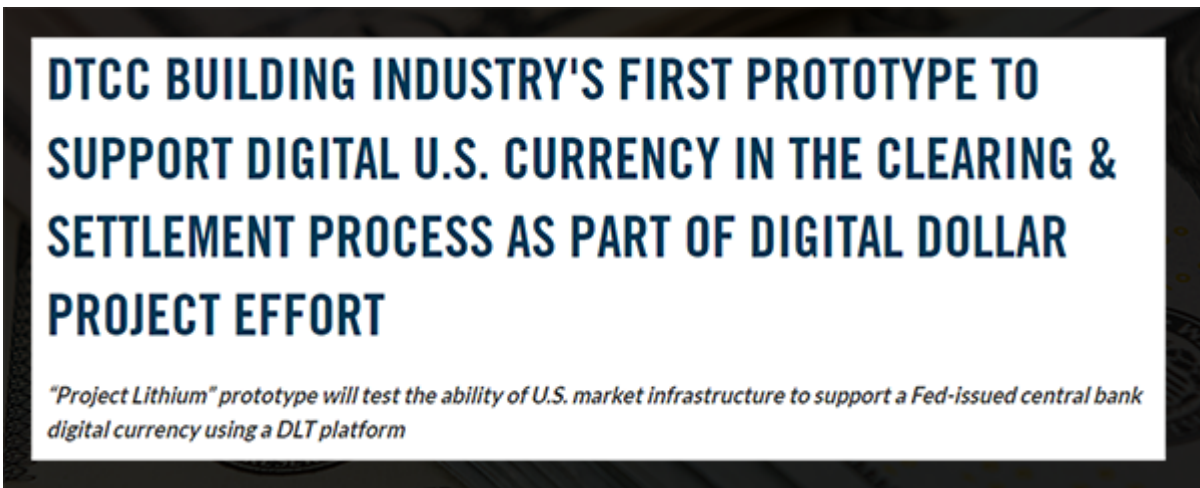 DTCC BUILDING INDUSTRY'S FIRST PROTOTYPE TO
SUPPORT DIGITAL U.S. CURRENCY IN THE CLEARING &
SETTLEMENT PROCESS AS PART OF DIGITAL DOLLAR
PROJECT EFFORT
“Project Lithium” prototype will test the ability of U.S. market infrastructure to support a Fed-issued central bank
digital currency using a DLT platform